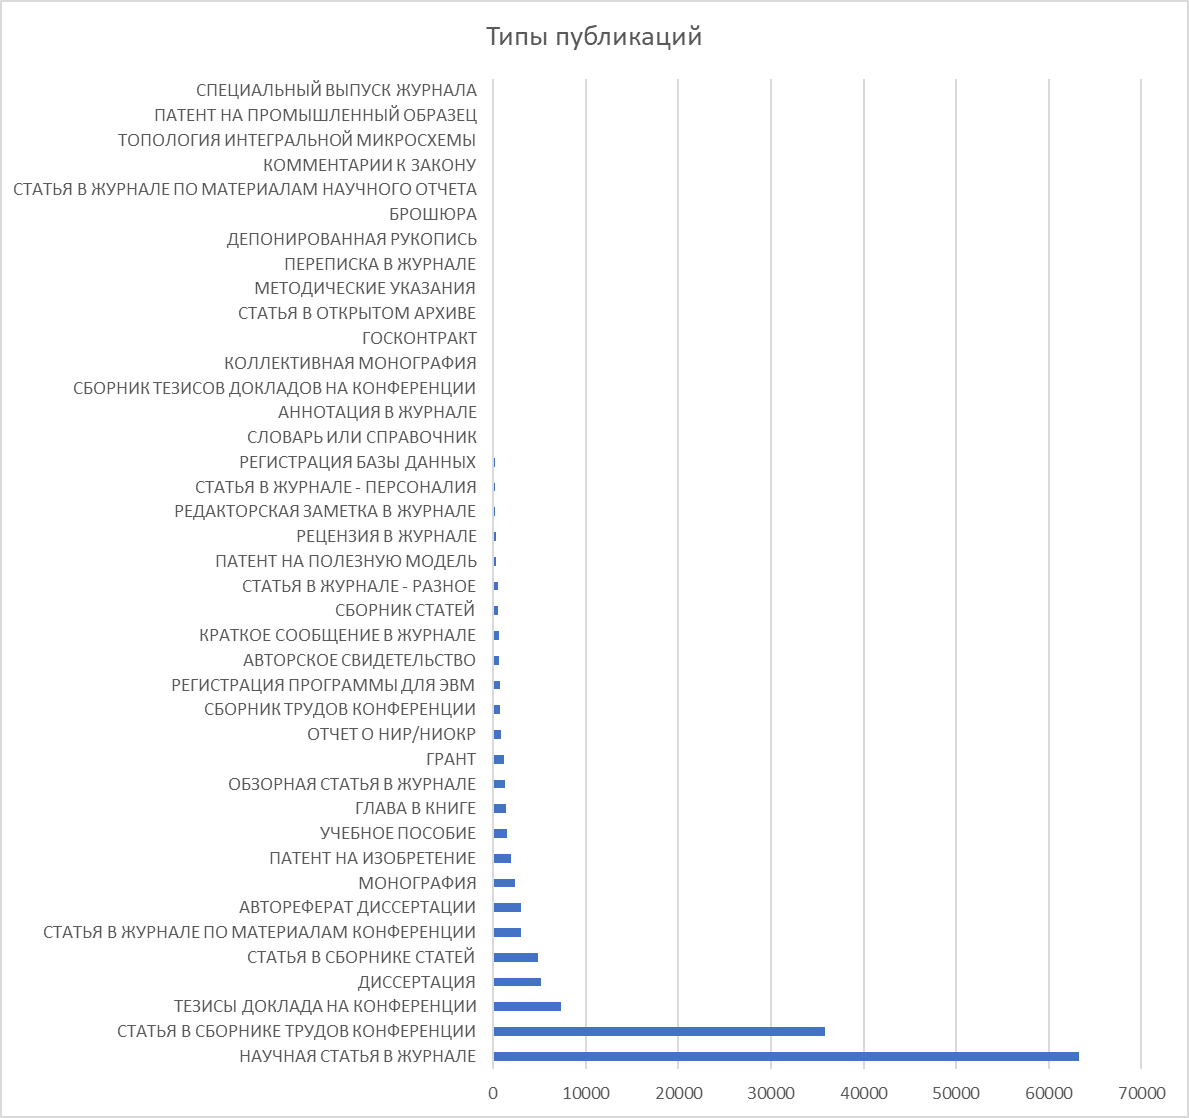 Типы публикаций
СПЕЦИАЛЬНЫЙ ВЫПУСК ЖУРНАЛА
ПАТЕНТ НА ПРОМЫШЛЕННЫЙ ОБРАЗЕЦ
ТОПОЛОГИЯ ИНТЕГРАЛЬНОЙ МИКРОСХЕМЫ
КОММЕНТАРИИ К ЗАКОНУ
СТАТЬЯ В ЖУРНАЛЕ ПО МАТЕРИАЛАМ НАУЧНОГО ОТЧЕТА
БРОШЮРА
ДЕПОНИРОВАННАЯ РУКОПИСЬ
ПЕРЕПИСКА В ЖУРНАЛЕ
МЕТОДИЧЕСКИЕ УКАЗАНИЯ
СТАТЬЯ В ОТКРЫТОМ АРХИВЕ
ГОСКОНТРАКТ
КОЛЛЕКТИВНАЯ МОНОГРАФИЯ
СБОРНИК ТЕЗИСОВ ДОКЛАДОВ НА КОНФЕРЕНЦИИ
АННОТАЦИЯ В ЖУРНАЛЕ
СЛОВАРЬ ИЛИ СПРАВОЧНИК
РЕГИСТРАЦИЯ БАЗЫ ДАННЫХ
СТАТЬЯ В ЖУРНАЛЕ - ПЕРСОНАЛИЯ
РЕДАКТОРСКАЯ ЗАМЕТКА В ЖУРНАЛЕ
РЕЦЕНЗИЯ В ЖУРНАЛЕ
ПАТЕНТ НА ПОЛЕЗНУЮ МОДЕЛЬ
СТАТЬЯ В ЖУРНАЛЕ - РАЗНОЕ
СБОРНИК СТАТЕЙ
КРАТКОЕ СООБЩЕНИЕ В ЖУРНАЛЕ
АВТОРСКОЕ СВИДЕТЕЛЬСТВО
РЕГИСТРАЦИЯ ПРОГРАММЫ ДЛЯ ЭВМ
СБОРНИК ТРУДОВ КОНФЕРЕНЦИИ
ОТЧЕТ О НИР/НИОКР
ГРАНТ
ОБЗОРНАЯ СТАТЬЯ В ЖУРНАЛЕ
ГЛАВА В КНИГЕ
УЧЕБНОЕ ПОСОБИЕ
ПАТЕНТ НА ИЗОБРЕТЕНИЕ
МОНОГРАФИЯ
АВТОРЕФЕРАТ ДИССЕРТАЦИИ
СТАТЬЯ В ЖУРНАЛЕ ПО МАТЕРИАЛАМ КОНФЕРЕНЦИИ
СТАТЬЯ В СБОРНИКЕ СТАТЕЙ
ДИССЕРТАЦИЯ
ТЕЗИСЫ ДОКЛАДА НА КОНФЕРЕНЦИИ
СТАТЬЯ В СБОРНИКЕ ТРУДОВ КОНФЕРЕНЦИИ
НАУЧНАЯ СТАТЬЯ В ЖУРНАЛЕ
0 10000 20000 30000 40000 50000 60000 70000